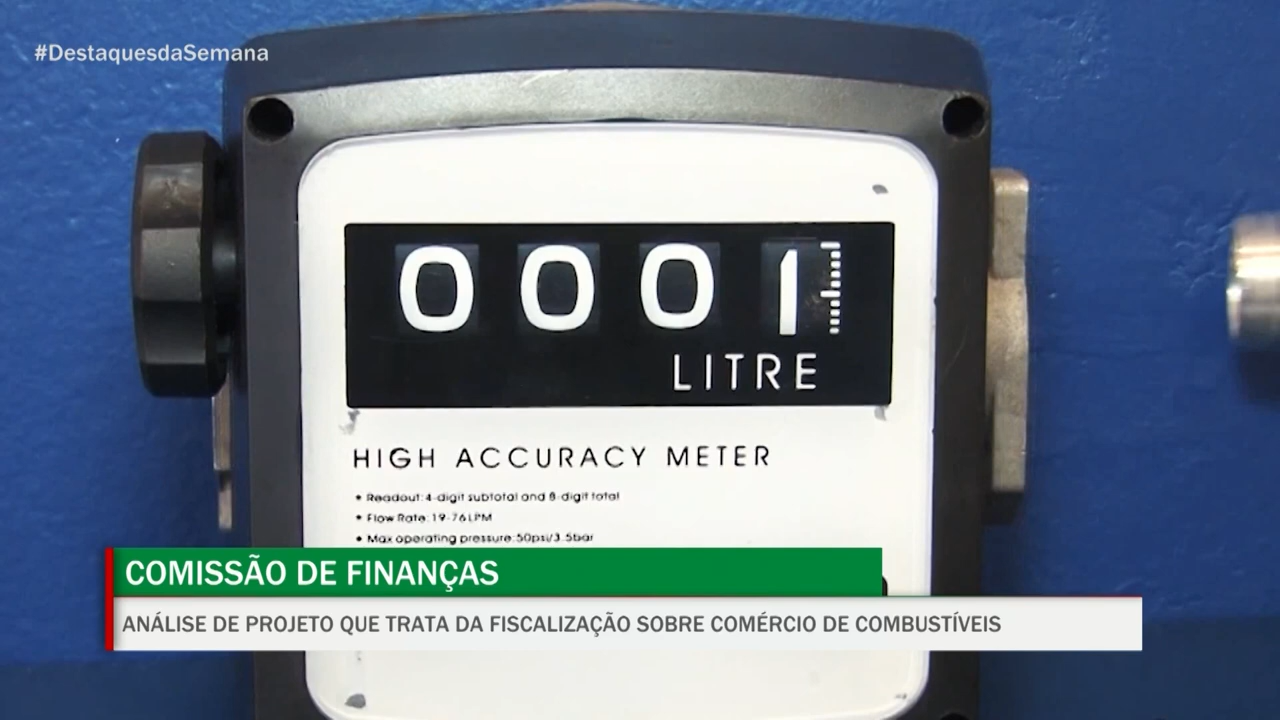 #DestaquesdaSemana
0001
LITRE
HIGH ACCURACY METER
• Readout: 4-digit subtotal and 8-digit total
• Flow Rate: 19-76 LPM
• Max operating pressure: 50psi/3.5bar
COMISSÃO DE FINANÇAS
ANÁLISE DE PROJETO QUE TRATA DA FISCALIZAÇÃO SOBRE COMÉRCIO DE COMBUSTÍVEIS